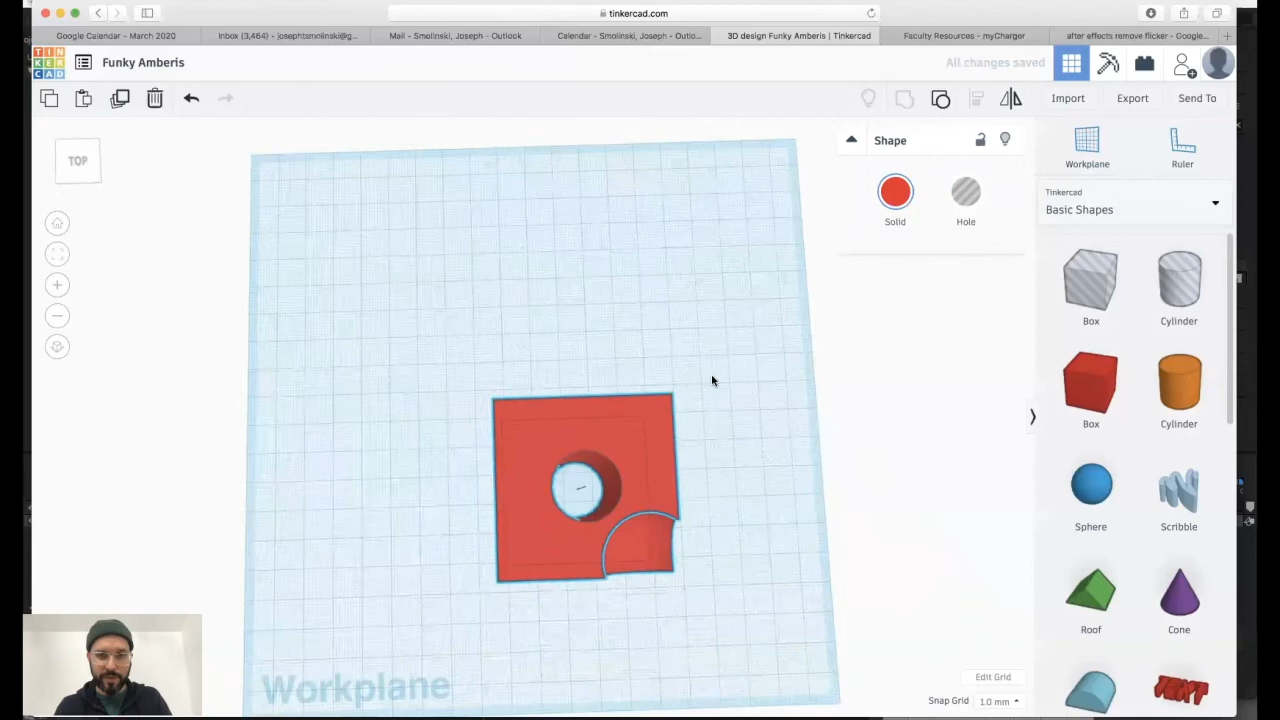 tinkercad.com
Google Calendar - March 2020
Inbox (3,464) - josephtsmolinski@g...
Mail - Smolinski, Joseph - Outlook
Calendar - Smolinski, Joseph - Outlo...
3D design Funky Amberis | Tinkercad
Faculty Resources - myCharger
after effects remove flicker - Google...
TIN
KER
CAD
Funky Amberis
All changes saved
Import
Export
Send To
TOP
Shape
Solid
Hole
Workplane
Ruler
Tinkercad
Basic Shapes
Box
Cylinder
Box
Cylinder
Sphere
Scribble
Roof
Cone
TEXT
Workplane
Edit Grid
Snap Grid
1.0 mm